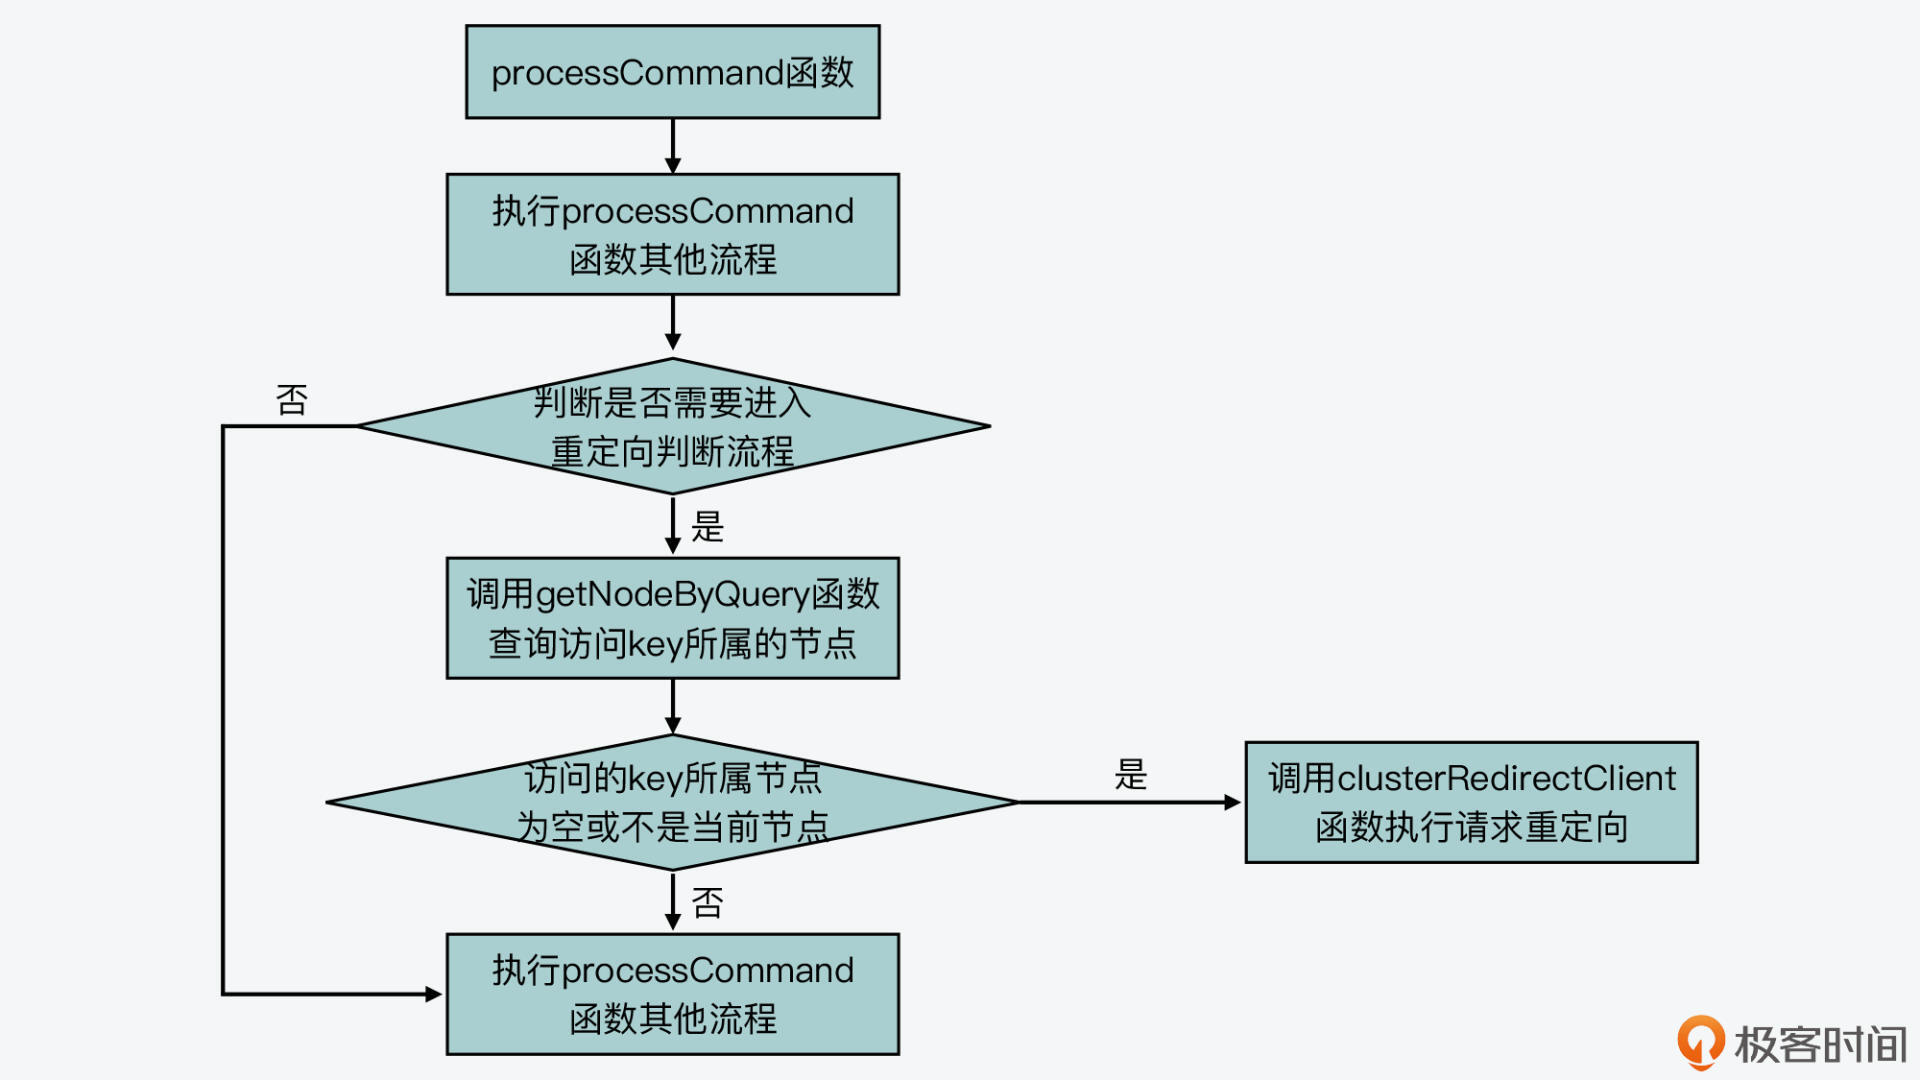 processCommand函数
执行processCommand
函数其他流程
否
判断是否需要进入
重定向判断流程
是
调用getNodeByQuery函数
查询访问key所属的节点
访问的key所属节点
为空或不是当前节点
是
调用clusterRedirectClient
函数执行请求重定向
否
执行processCommand
函数其他流程
极客时间